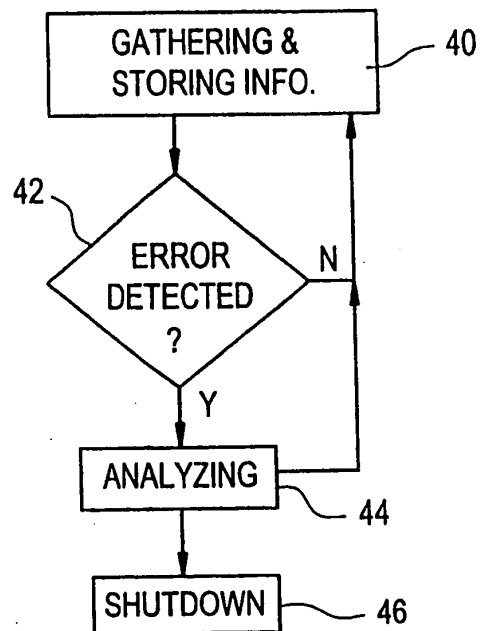 GATHERING &
STORING INFO.
40
42
ERROR
DETECTED
?
N
Y
ANALYZING
44
SHUTDOWN
46